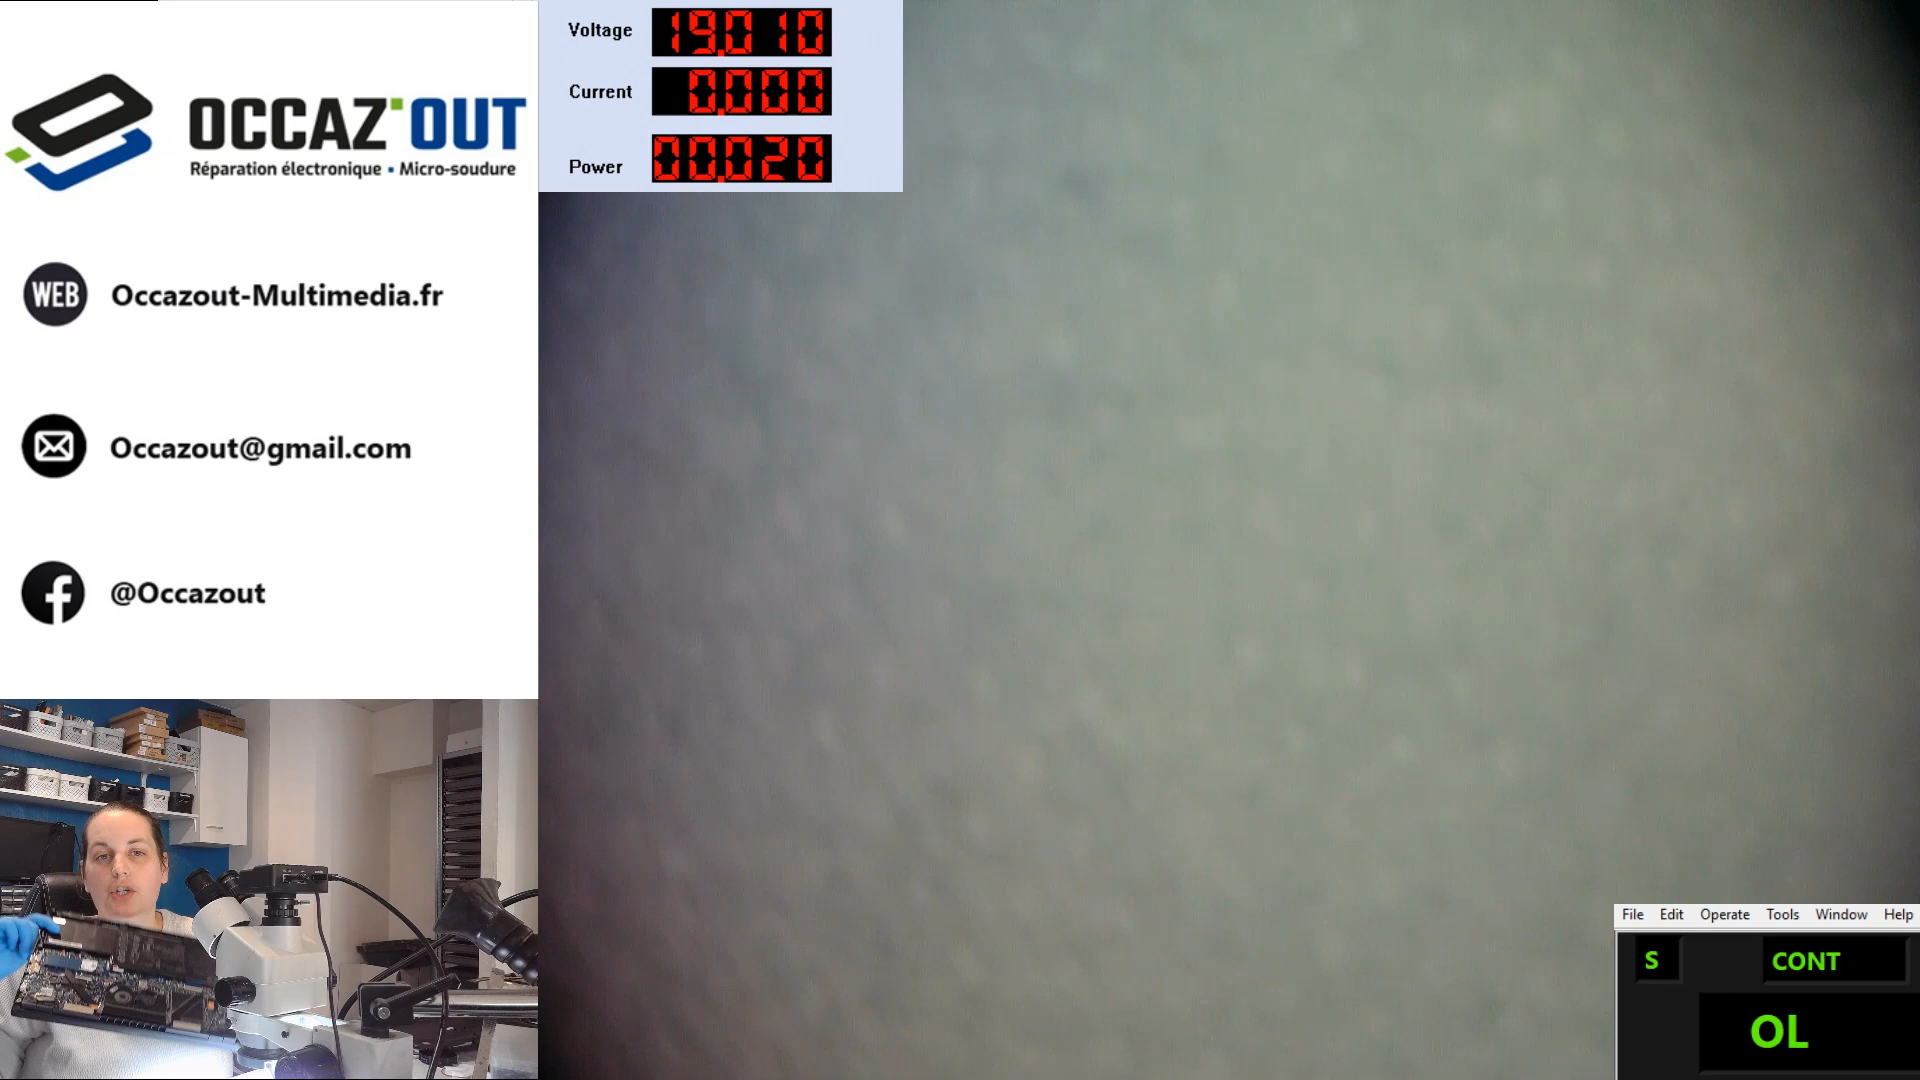 OCCAZ'OUT
Réparation électronique • Micro-soudure
WEB
Occazout-Multimedia.fr
Occazout@gmail.com
@Occazout
Voltage 19.010
Current 0.000
Power 00.020
File Edit Operate Tools Window Help
S CONT
OL